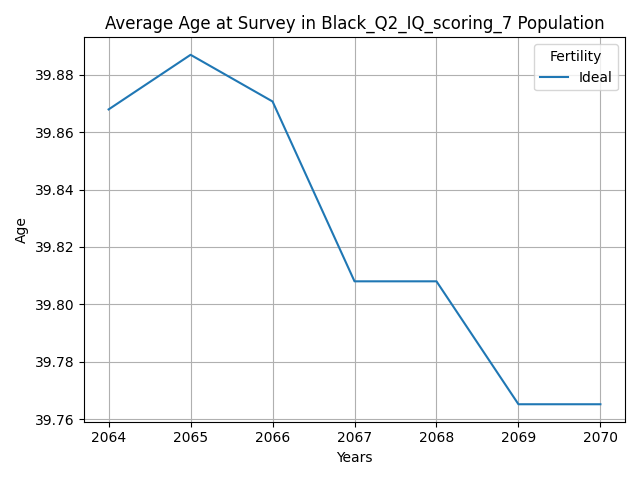 Average Age at Survey in Black_Q2_IQ_scoring_7 Population
Fertility
Ideal
39.88
39.86
39.84
39.82
39.80
39.78
39.76
Age
2064 2065 2066 2067 2068 2069 2070
Years